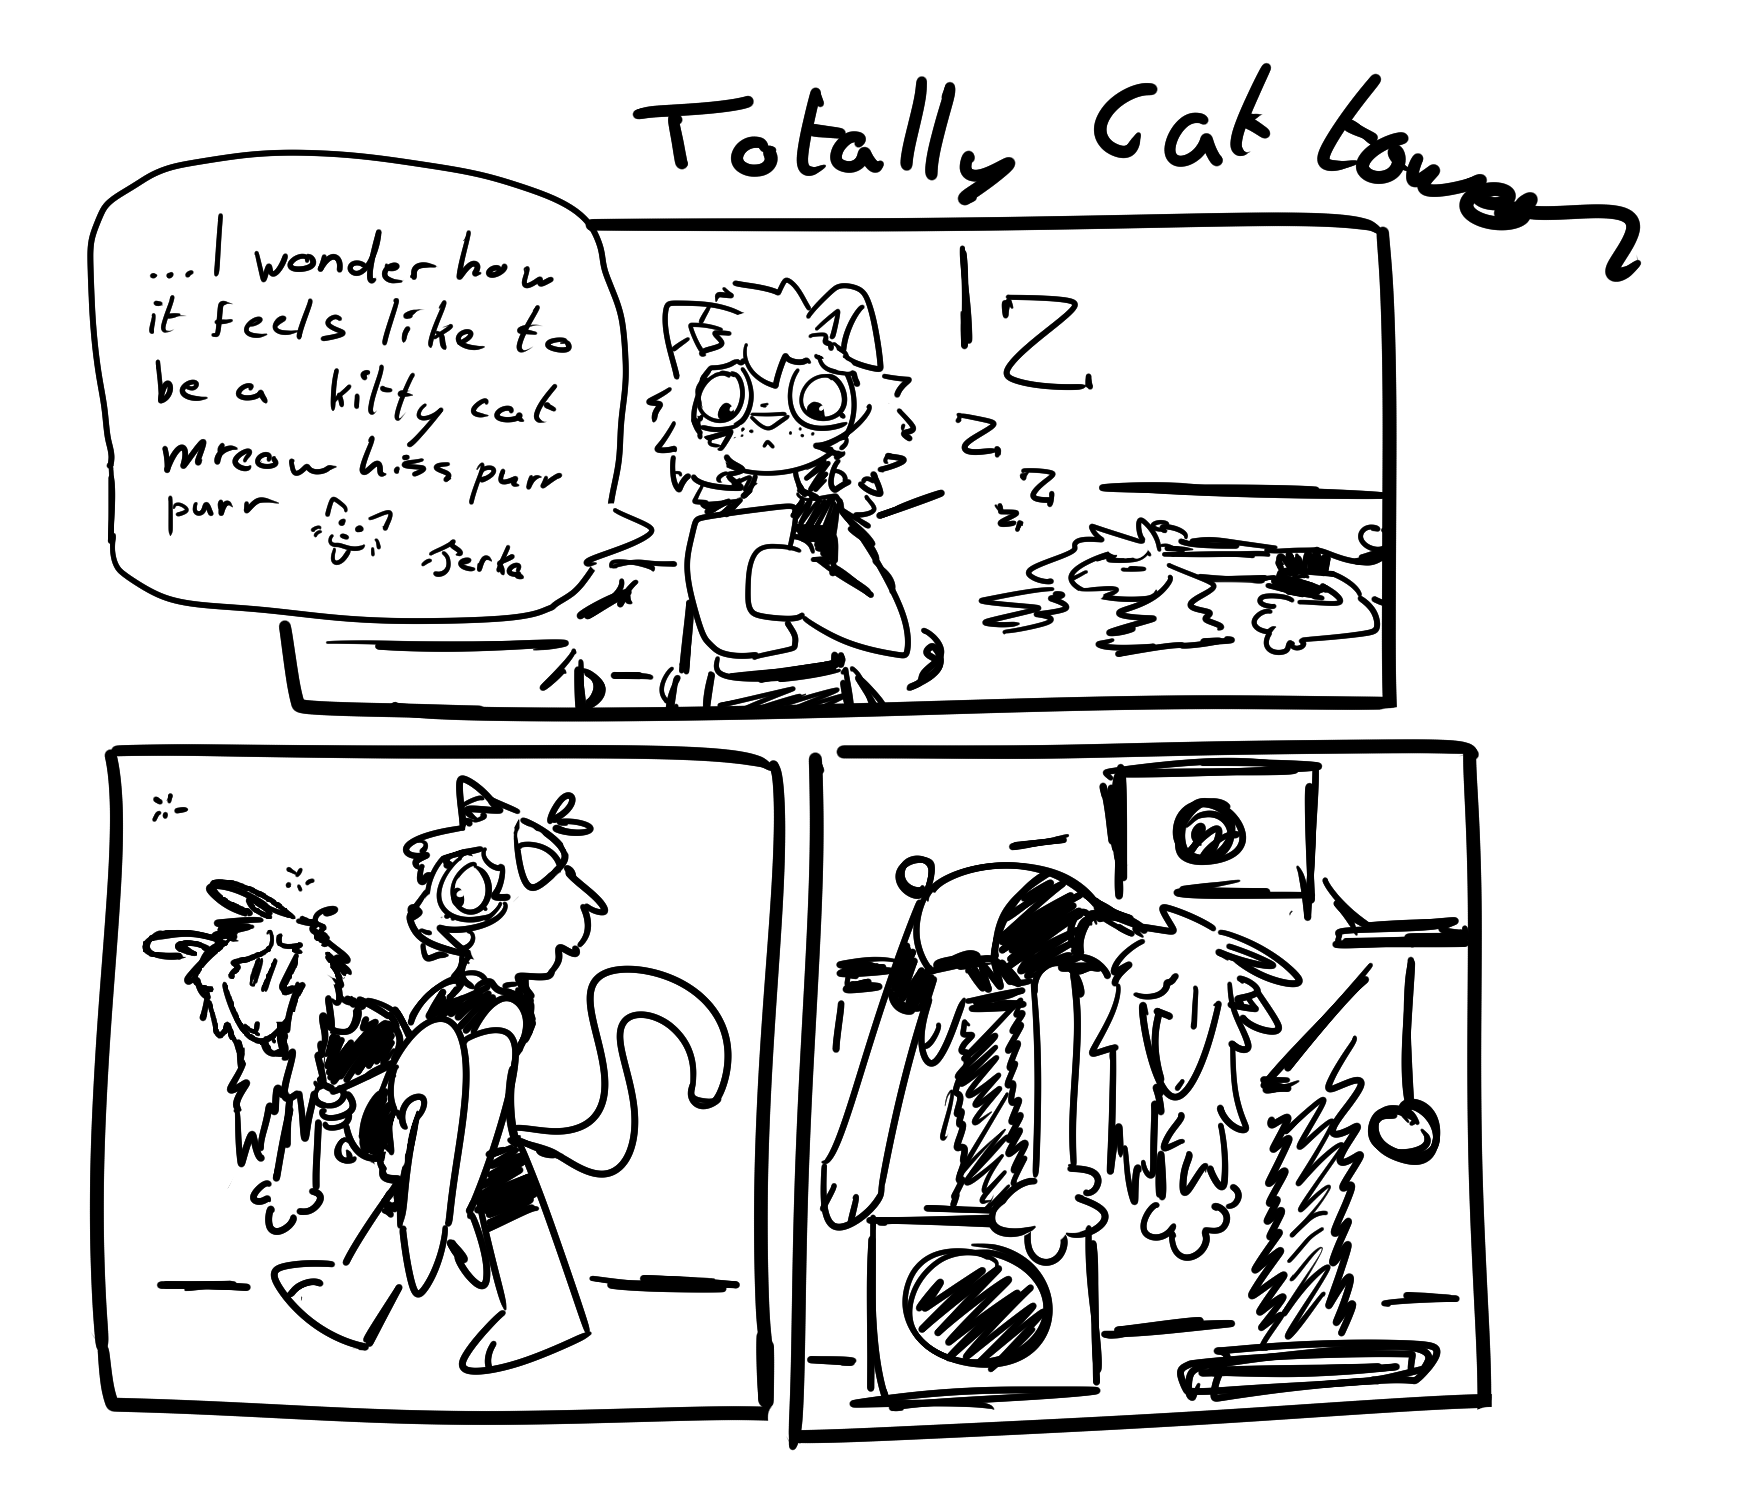 Totally Cat tower
...I wonder how
it feels like to
be a kitty cat
mreow hiss purr
purr
-Jerka
Z
z
z
z